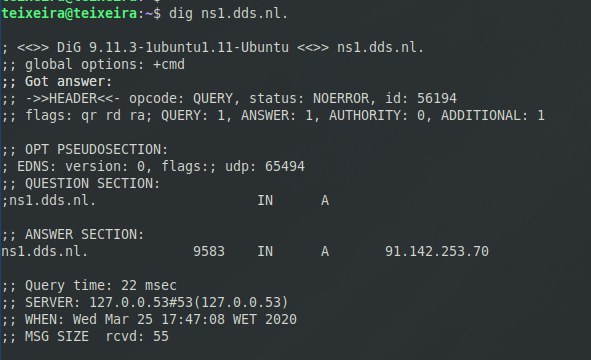 teixeira@teixeira:~$ dig ns1.dds.nl.
; <<>> DiG 9.11.3-1ubuntu1.11-Ubuntu <<>> ns1.dds.nl.
;; global options: +cmd
;; Got answer:
;; ->>HEADER<<- opcode: QUERY, status: NOERROR, id: 56194
;; flags: qr rd ra; QUERY: 1, ANSWER: 1, AUTHORITY: 0, ADDITIONAL: 1
;; OPT PSEUDOSECTION:
; EDNS: version: 0, flags:; udp: 65494
;; QUESTION SECTION:
;ns1.dds.nl. IN A
;; ANSWER SECTION:
ns1.dds.nl. 9583 IN A 91.142.253.70
;; Query time: 22 msec
;; SERVER: 127.0.0.53#53(127.0.0.53)
;; WHEN: Wed Mar 25 17:47:08 WET 2020
;; MSG SIZE rcvd: 55